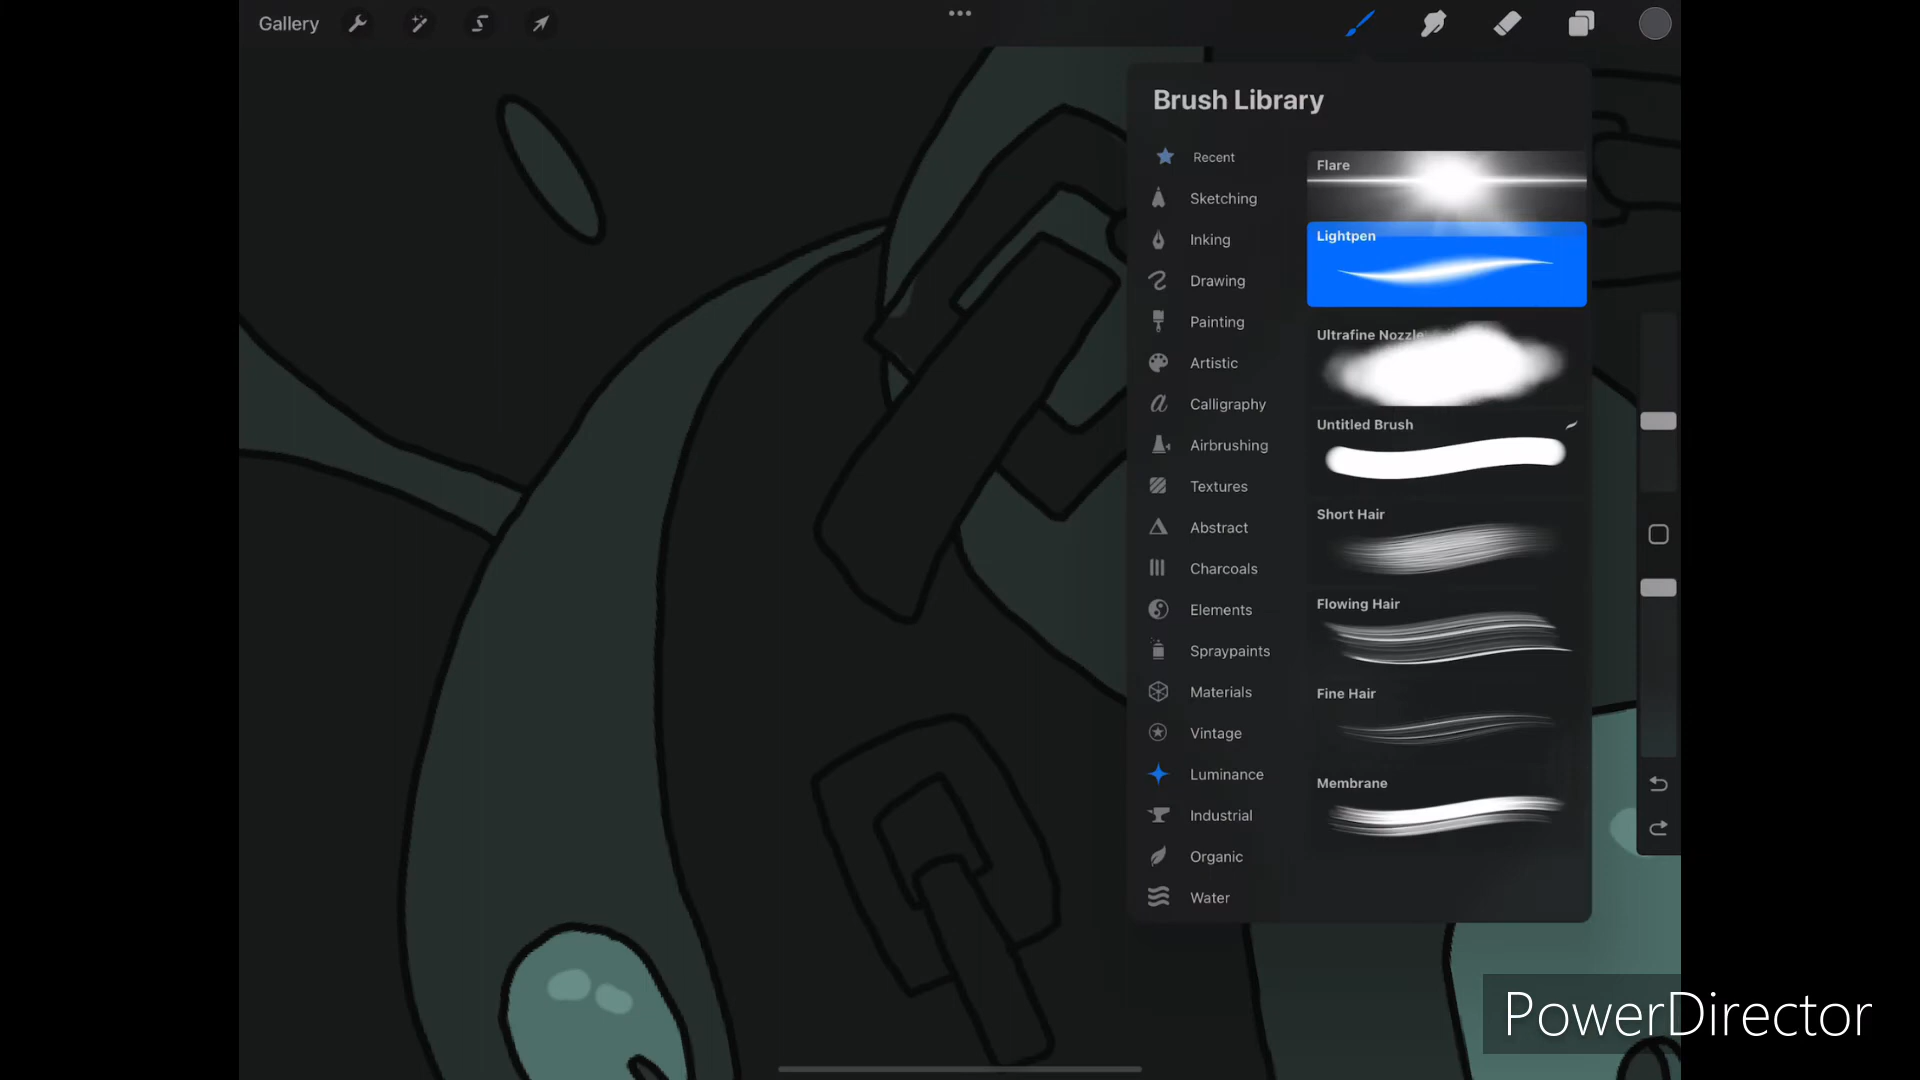 Gallery
Brush Library
Recent
Sketching
Inking
Drawing
Painting
Artistic
Calligraphy
Airbrushing
Textures
Abstract
Charcoals
Elements
Spraypaints
Materials
Vintage
Luminance
Industrial
Organic
Water
Flare
Lightpen
Ultrafine Nozzle
Untitled Brush
Short Hair
Flowing Hair
Fine Hair
Membrane
PowerDirector